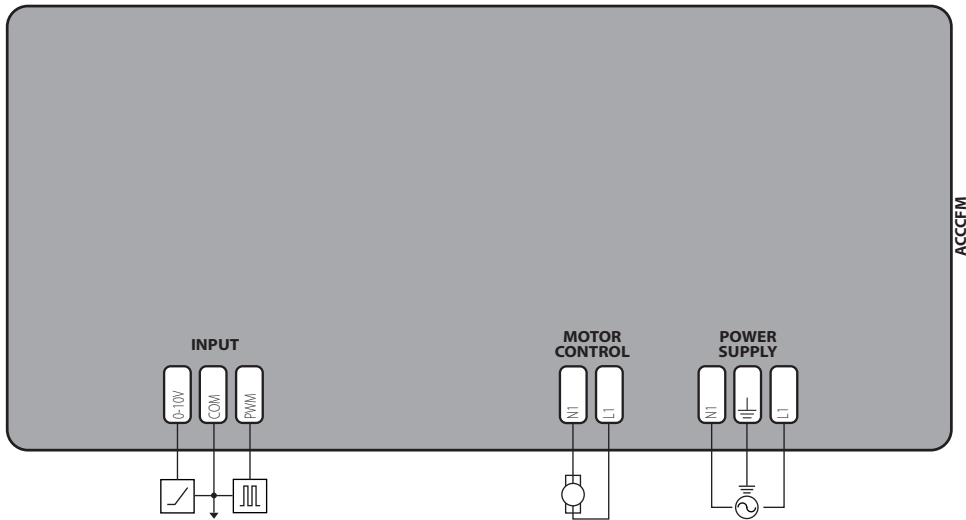 INPUT
0-10V
COM
PWM
MOTOR
CONTROL
N1
L1
POWER
SUPPLY
N1
L1
ACCCFM